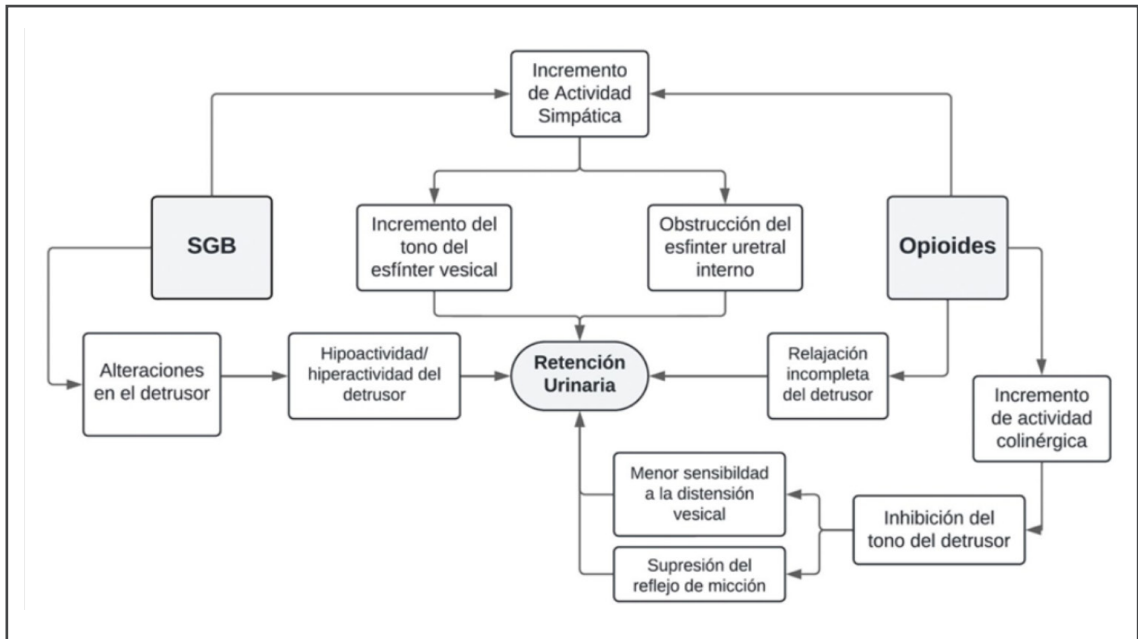 Incremento
de Actividad
Simpática
SGB
Incremento del
tono del
esfínter vesical
Obstrucción del
esfinter uretral
interno
Opioides
Alteraciones
en el detrusor
Hipoactividad/
hiperactividad del
detrusor
Retención
Urinaria
Relajación
incompleta
del detrusor
Incremento
de actividad
colinérgica
Menor sensibildad
a la distensión
vesical
Inhibición del
tono del detrusor
Supresión del
reflejo de micción